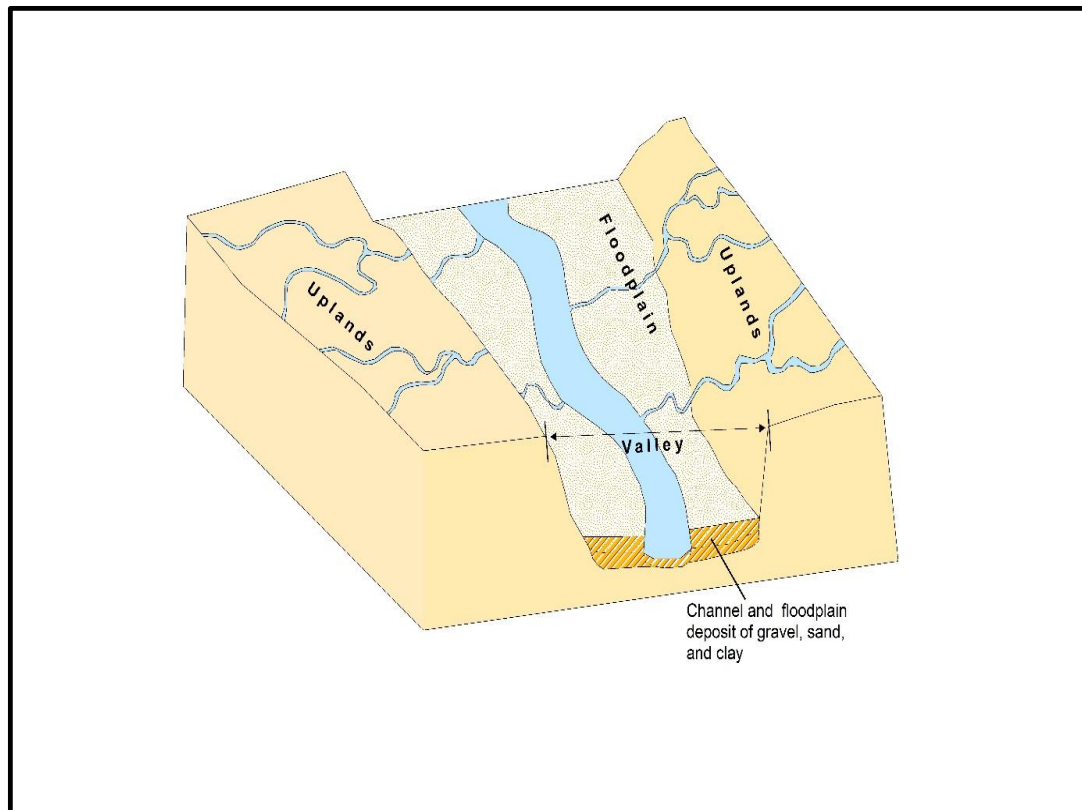 Floodplain
Uplands
Uplands
Valley
Channel and floodplain
deposit of gravel, sand,
and clay